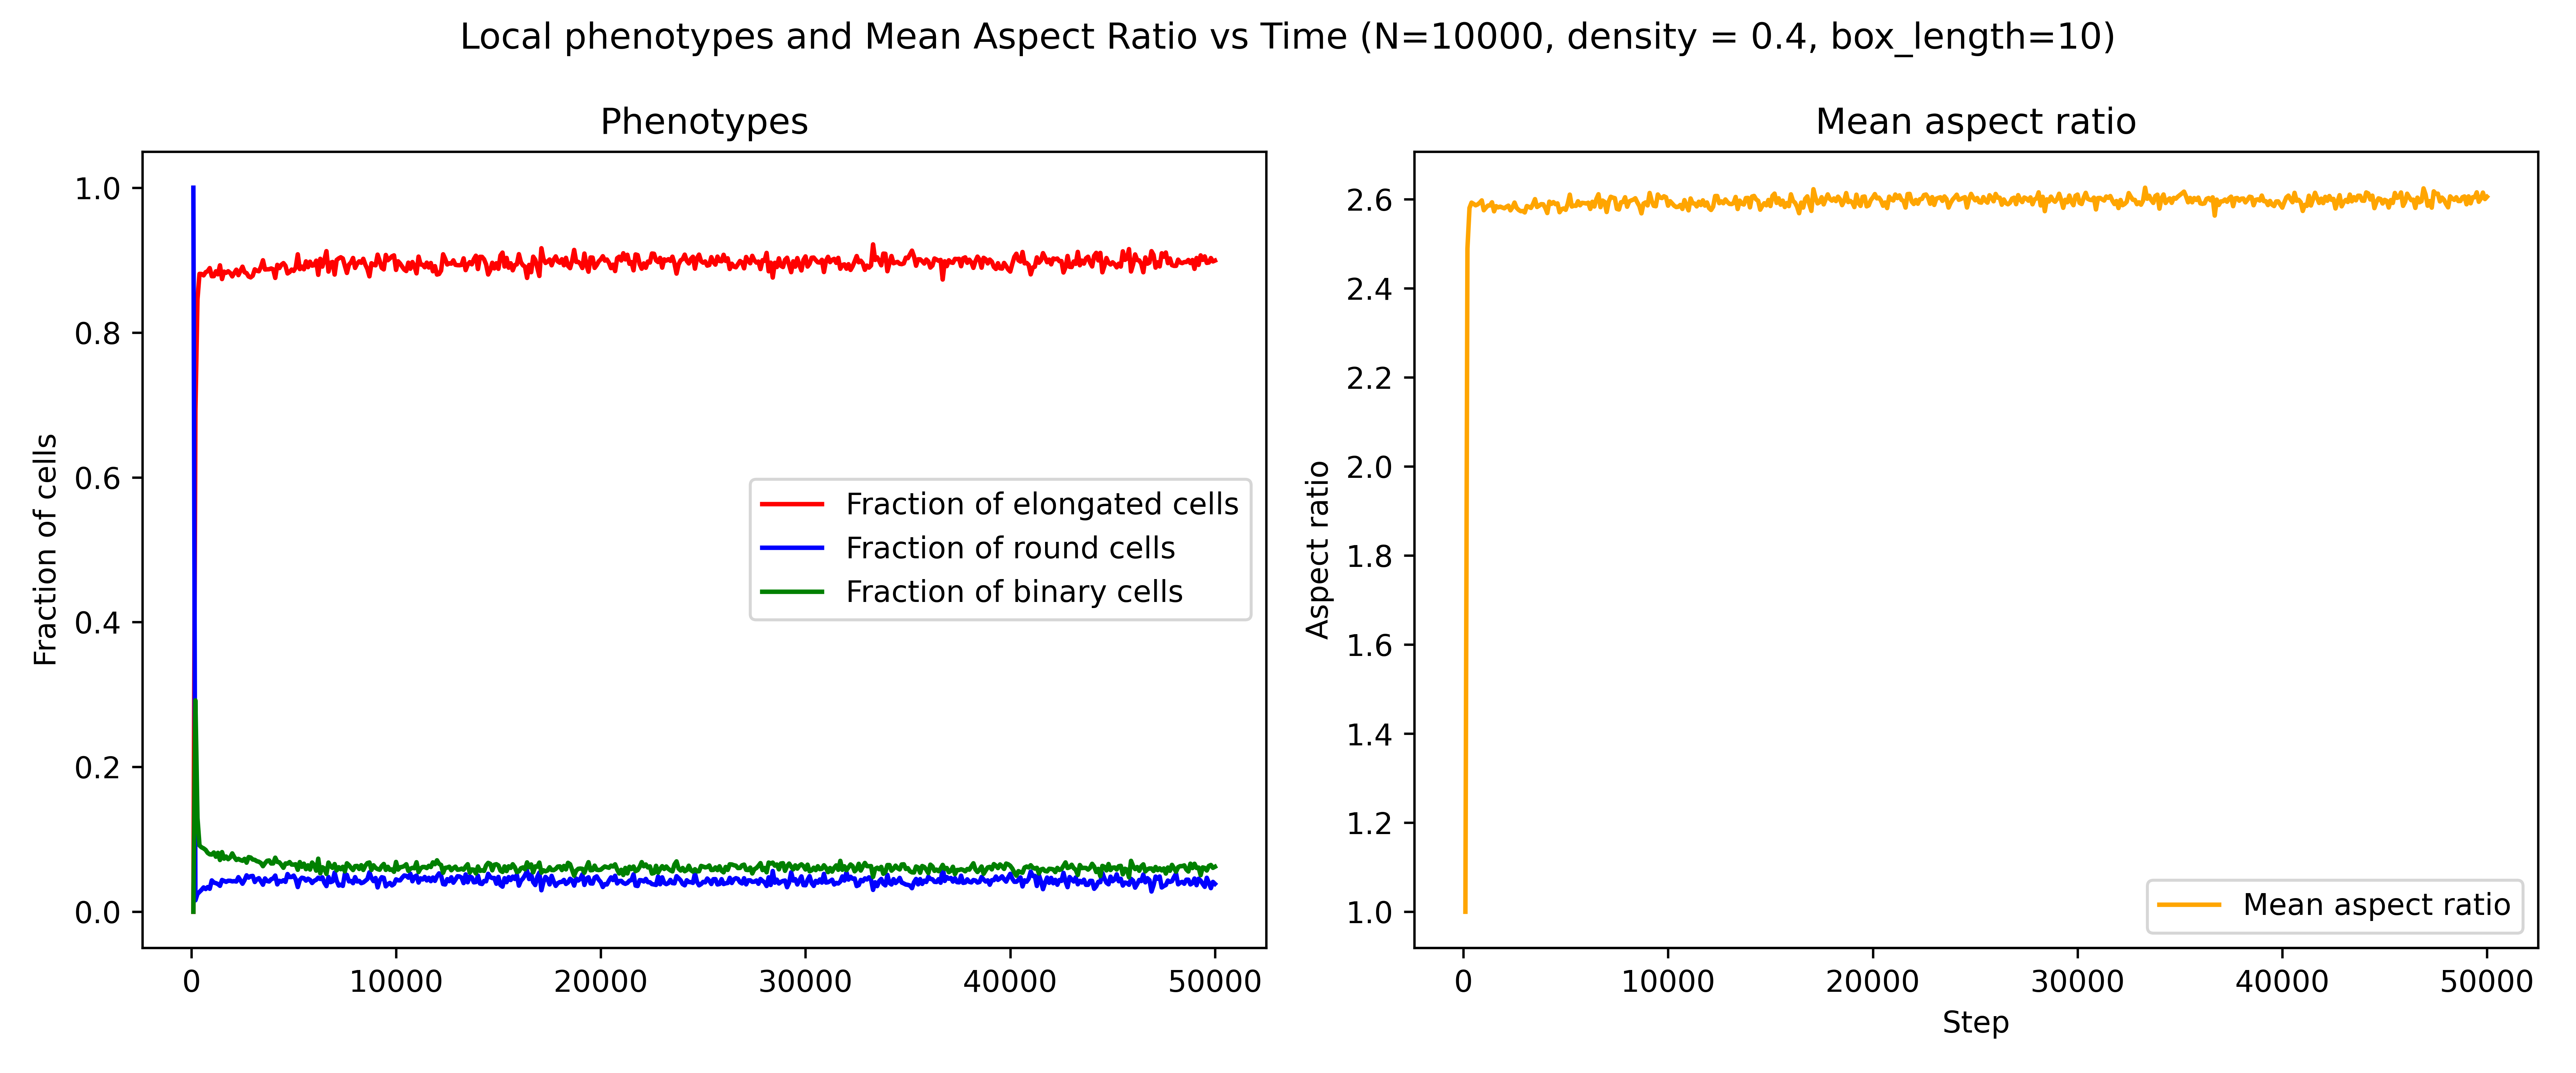 Local phenotypes and Mean Aspect Ratio vs Time (N=10000, density = 0.4, box_length=10)
Phenotypes
Fraction of cells
1.0
0.8
0.6
0.4
0.2
0.0
0 10000 20000 30000 40000 50000
Fraction of elongated cells
Fraction of round cells
Fraction of binary cells
Mean aspect ratio
Aspect ratio
2.6
2.4
2.2
2.0
1.8
1.6
1.4
1.2
1.0
0 10000 20000 30000 40000 50000
Step
Mean aspect ratio